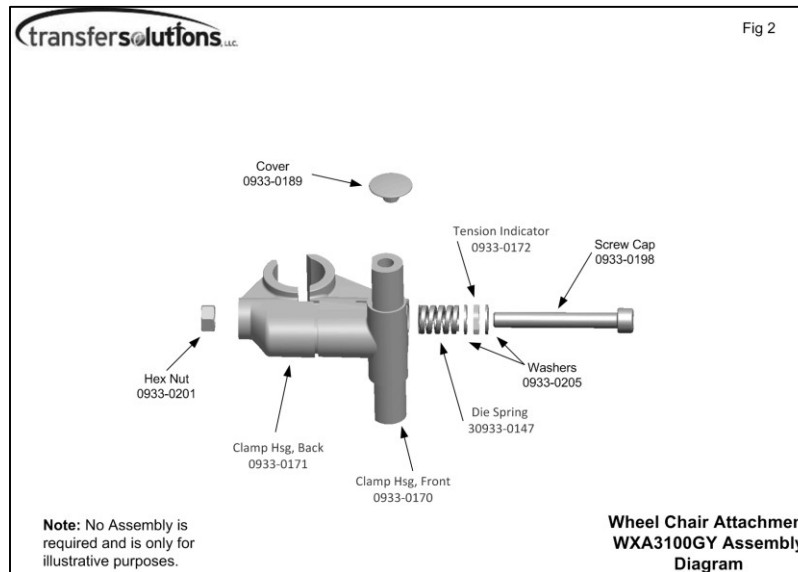 transfersolutions, LLC.
Fig 2
Cover
0933-0189
Tension Indicator
0933-0172
Screw Cap
0933-0198
Hex Nut
0933-0201
Washers
0933-0205
Die Spring
30933-0147
Clamp Hsg, Back
0933-0171
Clamp Hsg, Front
0933-0170
Note: No Assembly is
required and is only for
illustrative purposes.
Wheel Chair Attachmen
WXA3100GY Assembly
Diagram